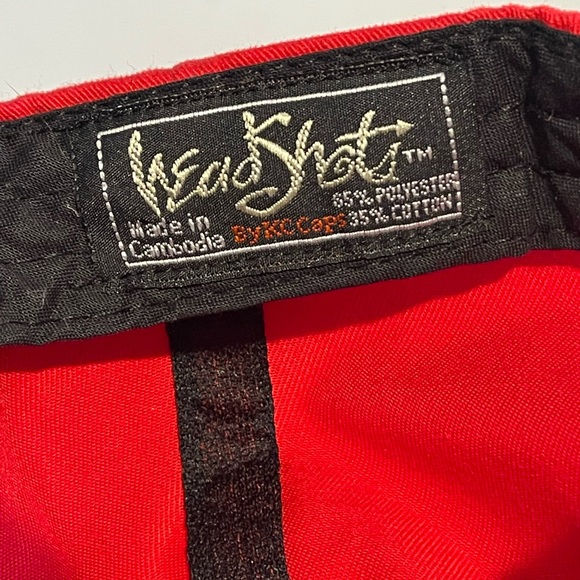 HeadShots™
Made in Cambodia
By KC Caps
65% POLYESTER
35% COTTON